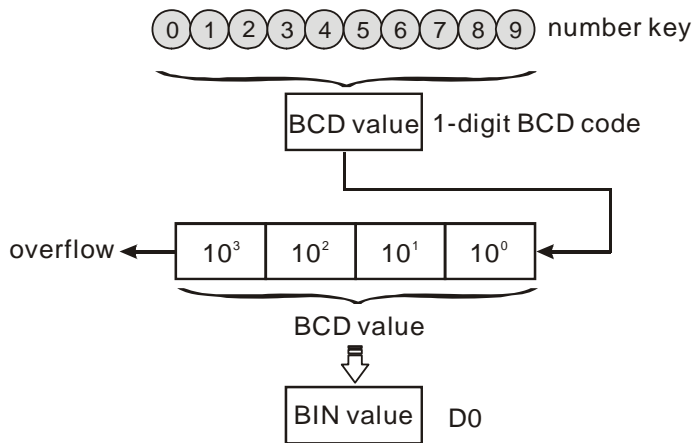 0 1 2 3 4 5 6 7 8 9 number key
BCD value 1-digit BCD code
overflow 10³ 10² 10¹ 10⁰
BCD value
BIN value D0